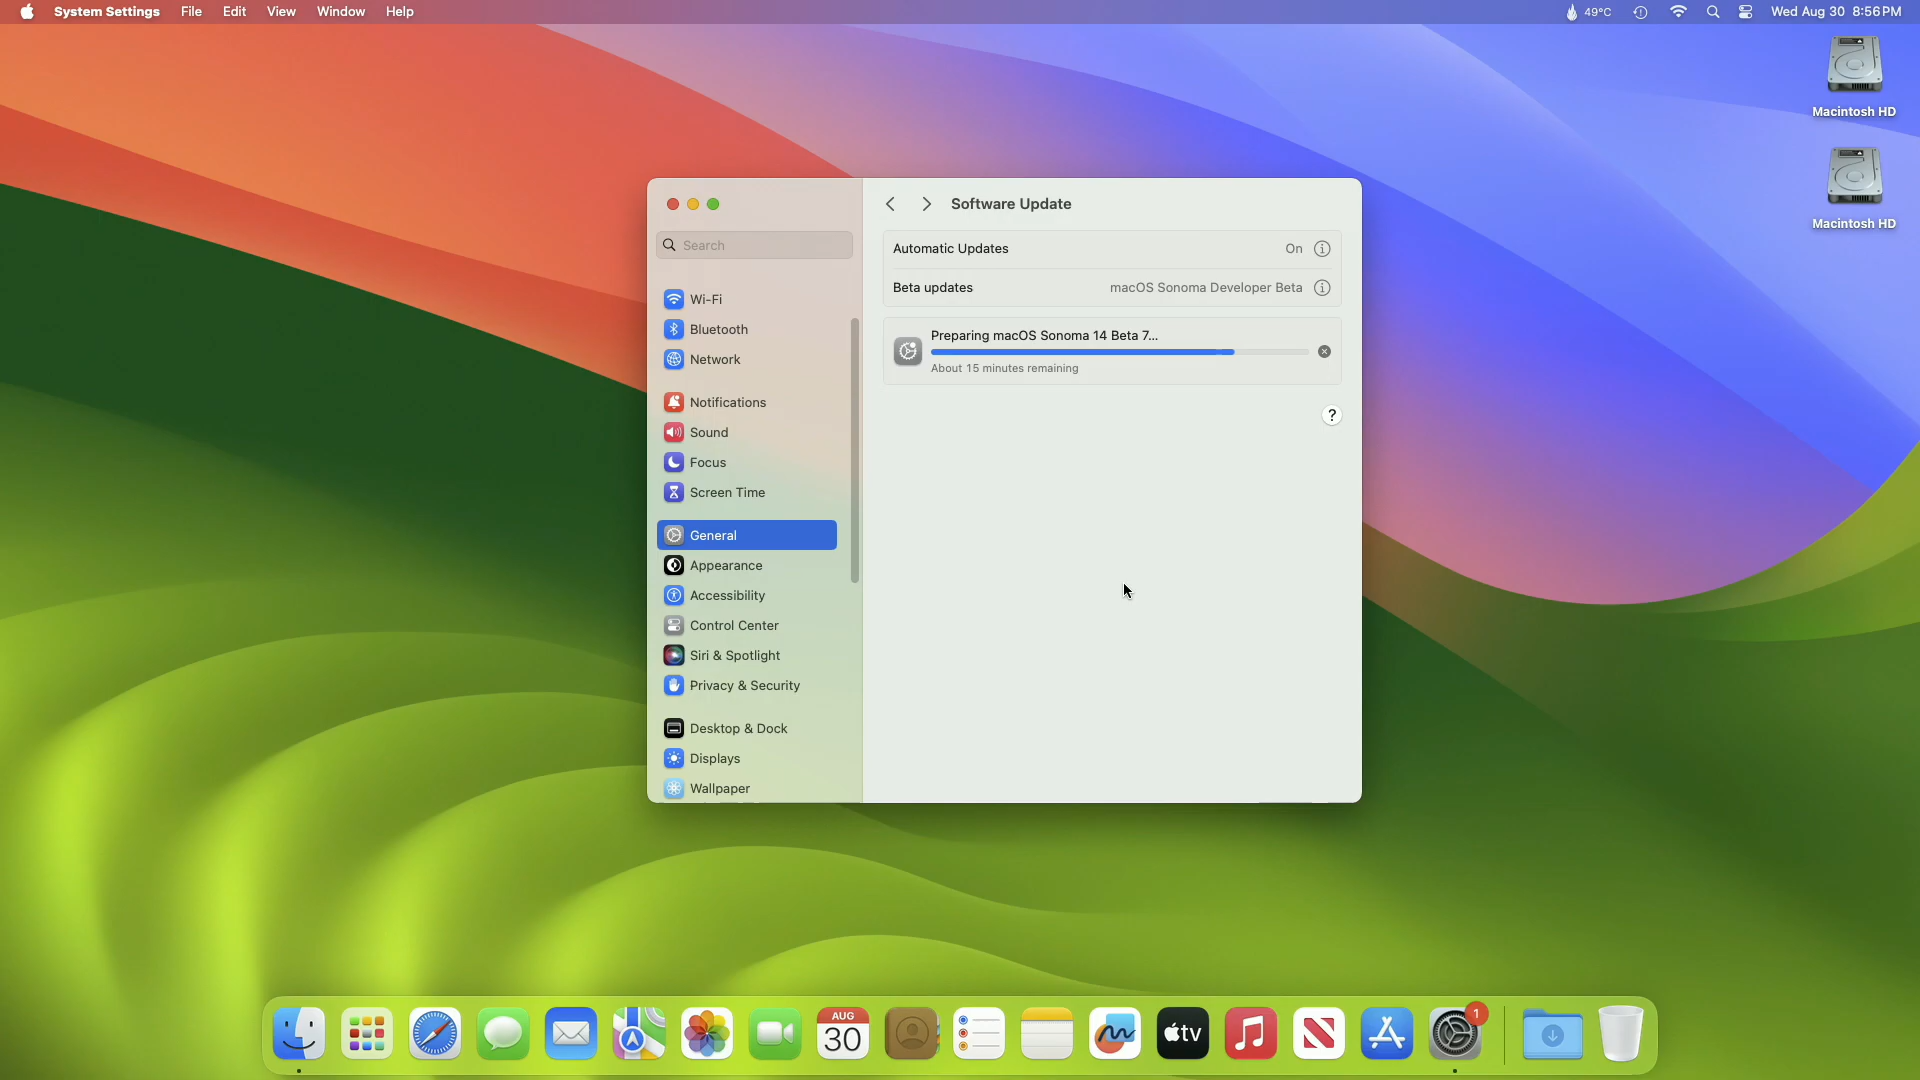 System Settings File Edit View Window Help 49°C Wed Aug 30 8:56 PM
Macintosh HD
Macintosh HD
Software Update
Search
Automatic Updates On
Beta updates macOS Sonoma Developer Beta
Preparing macOS Sonoma 14 Beta 7...
About 15 minutes remaining
?
Wi-Fi
Bluetooth
Network
Notifications
Sound
Focus
Screen Time
General
Appearance
Accessibility
Control Center
Siri & Spotlight
Privacy & Security
Desktop & Dock
Displays
Wallpaper
AUG
30
tv
1